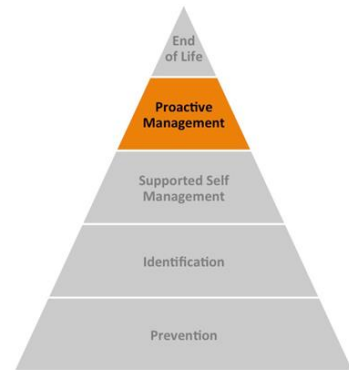 End
of Life
Proactive
Management
Supported Self
Management
Identification
Prevention